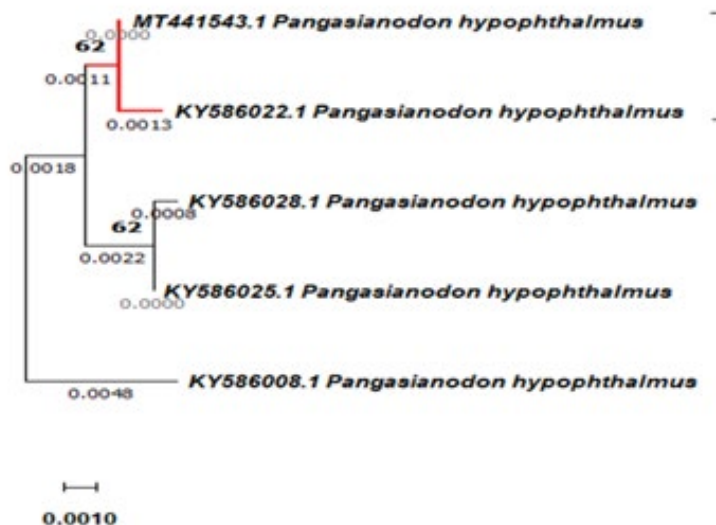 MT441543.1 Pangasianodon hypophthalmus
0.0000
62
0.0011
KY586022.1 Pangasianodon hypophthalmus
0.0013
0.0018
KY586028.1 Pangasianodon hypophthalmus
0.0008
62
0.0022
KY586025.1 Pangasianodon hypophthalmus
0.0000
KY586008.1 Pangasianodon hypophthalmus
0.0048
0.0010